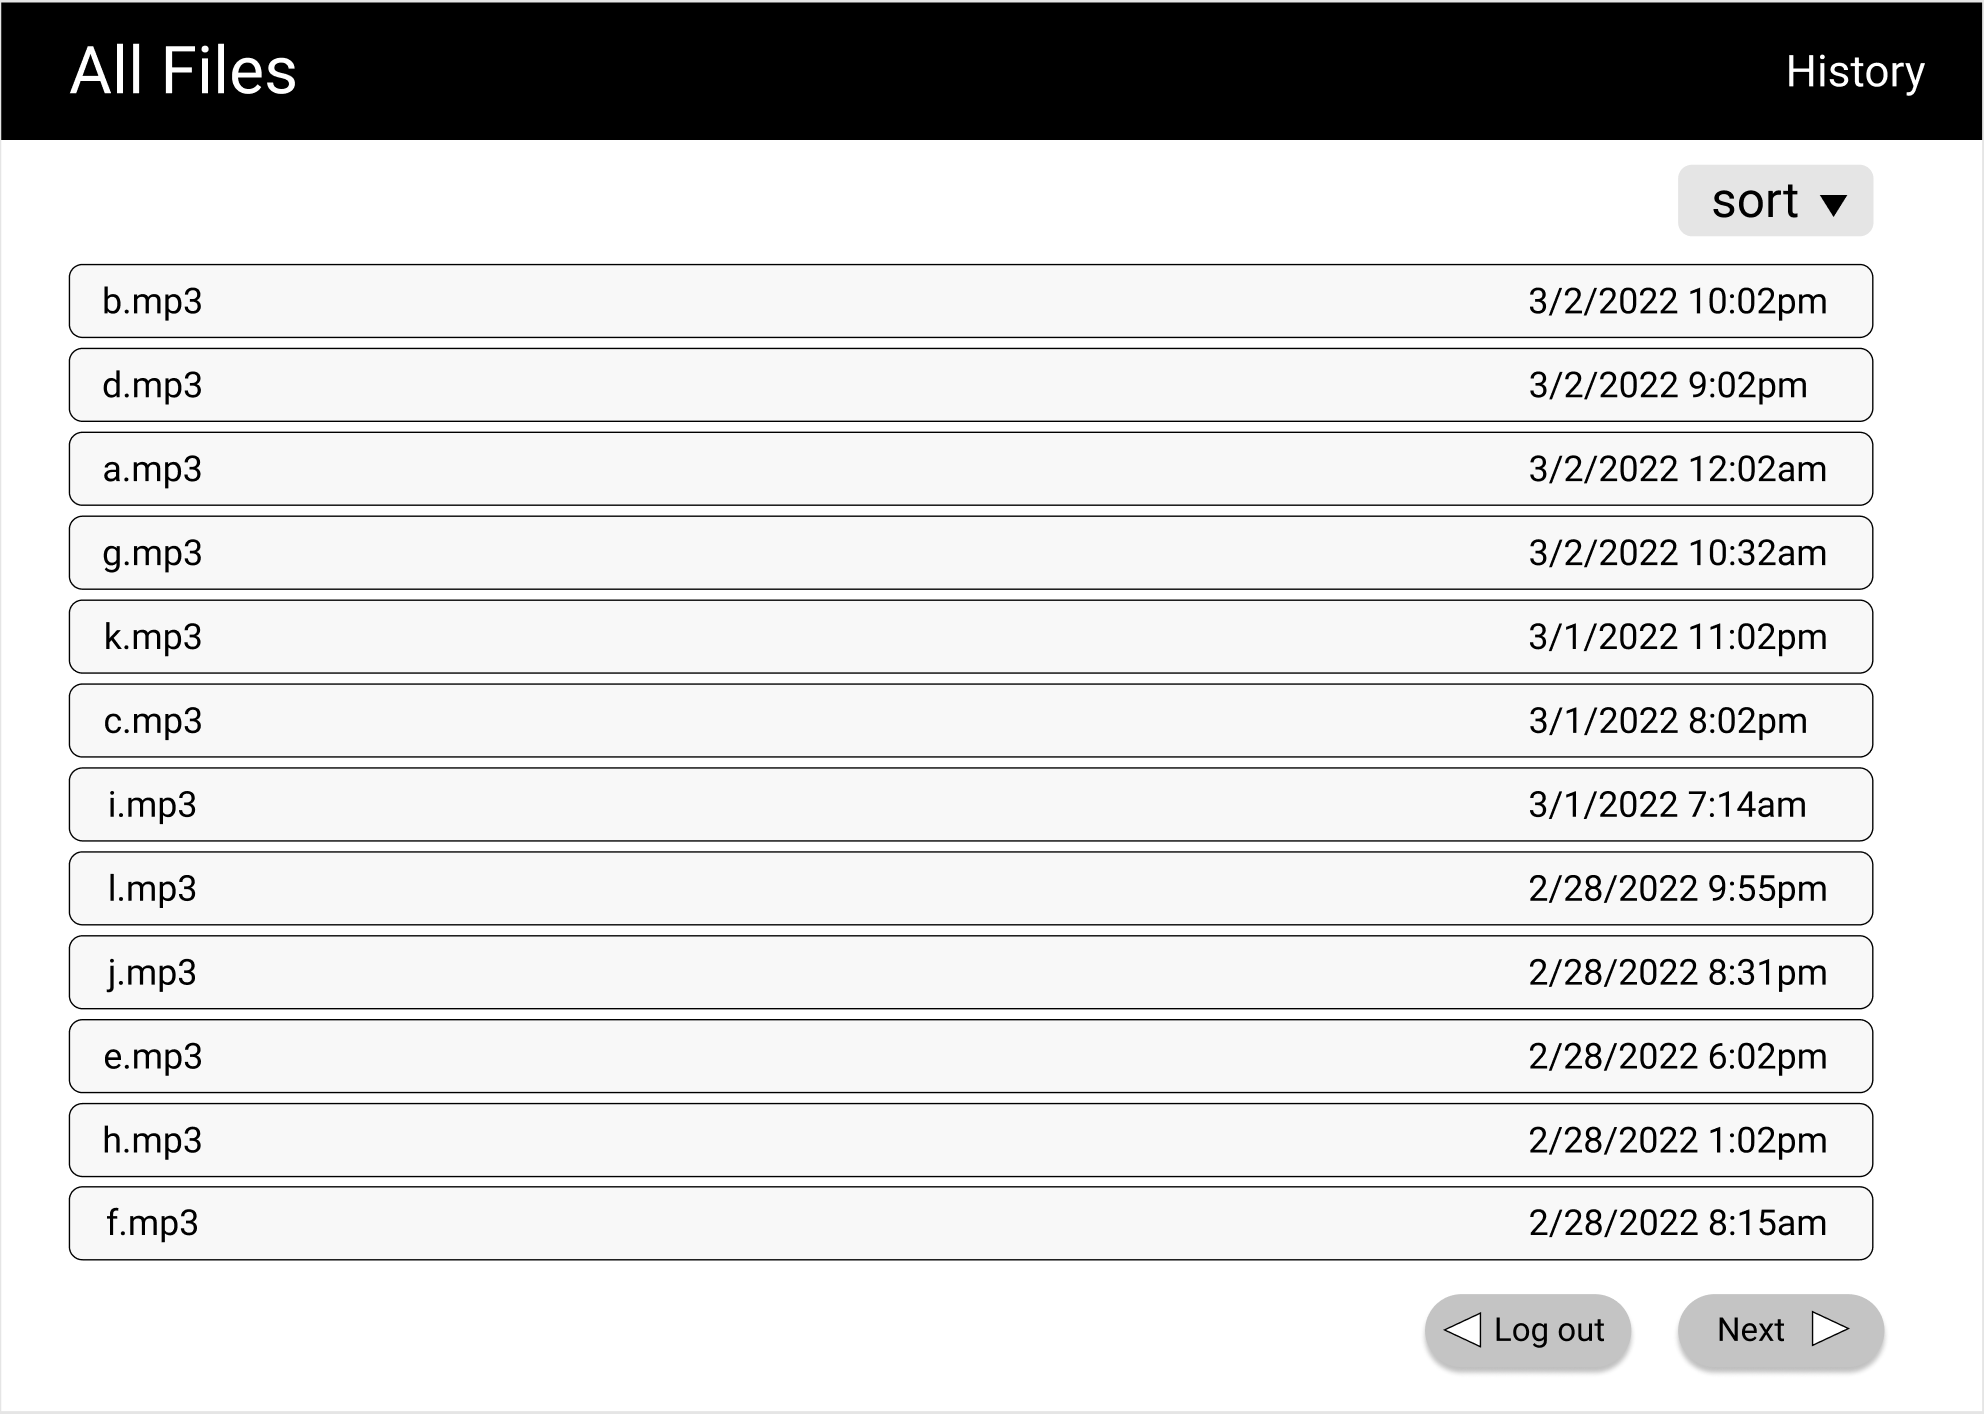 All Files History
sort
b.mp3 3/2/2022 10:02pm
d.mp3 3/2/2022 9:02pm
a.mp3 3/2/2022 12:02am
g.mp3 3/2/2022 10:32am
k.mp3 3/1/2022 11:02pm
c.mp3 3/1/2022 8:02pm
i.mp3 3/1/2022 7:14am
l.mp3 2/28/2022 9:55pm
j.mp3 2/28/2022 8:31pm
e.mp3 2/28/2022 6:02pm
h.mp3 2/28/2022 1:02pm
f.mp3 2/28/2022 8:15am
Log out Next